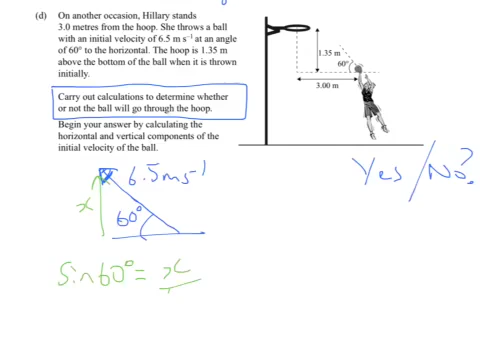 (d) On another occasion, Hillary stands
3.0 metres from the hoop. She throws a ball
with an initial velocity of 6.5 m s⁻¹ at an angle
of 60° to the horizontal. The hoop is 1.35 m
above the bottom of the ball when it is thrown
initially.
Carry out calculations to determine whether
or not the ball will go through the hoop.
Begin your answer by calculating the
horizontal and vertical components of the
initial velocity of the ball.
1.35 m
60°
3.00 m
Yes/No?
6.5ms⁻¹
x
60°
Sin60° = x